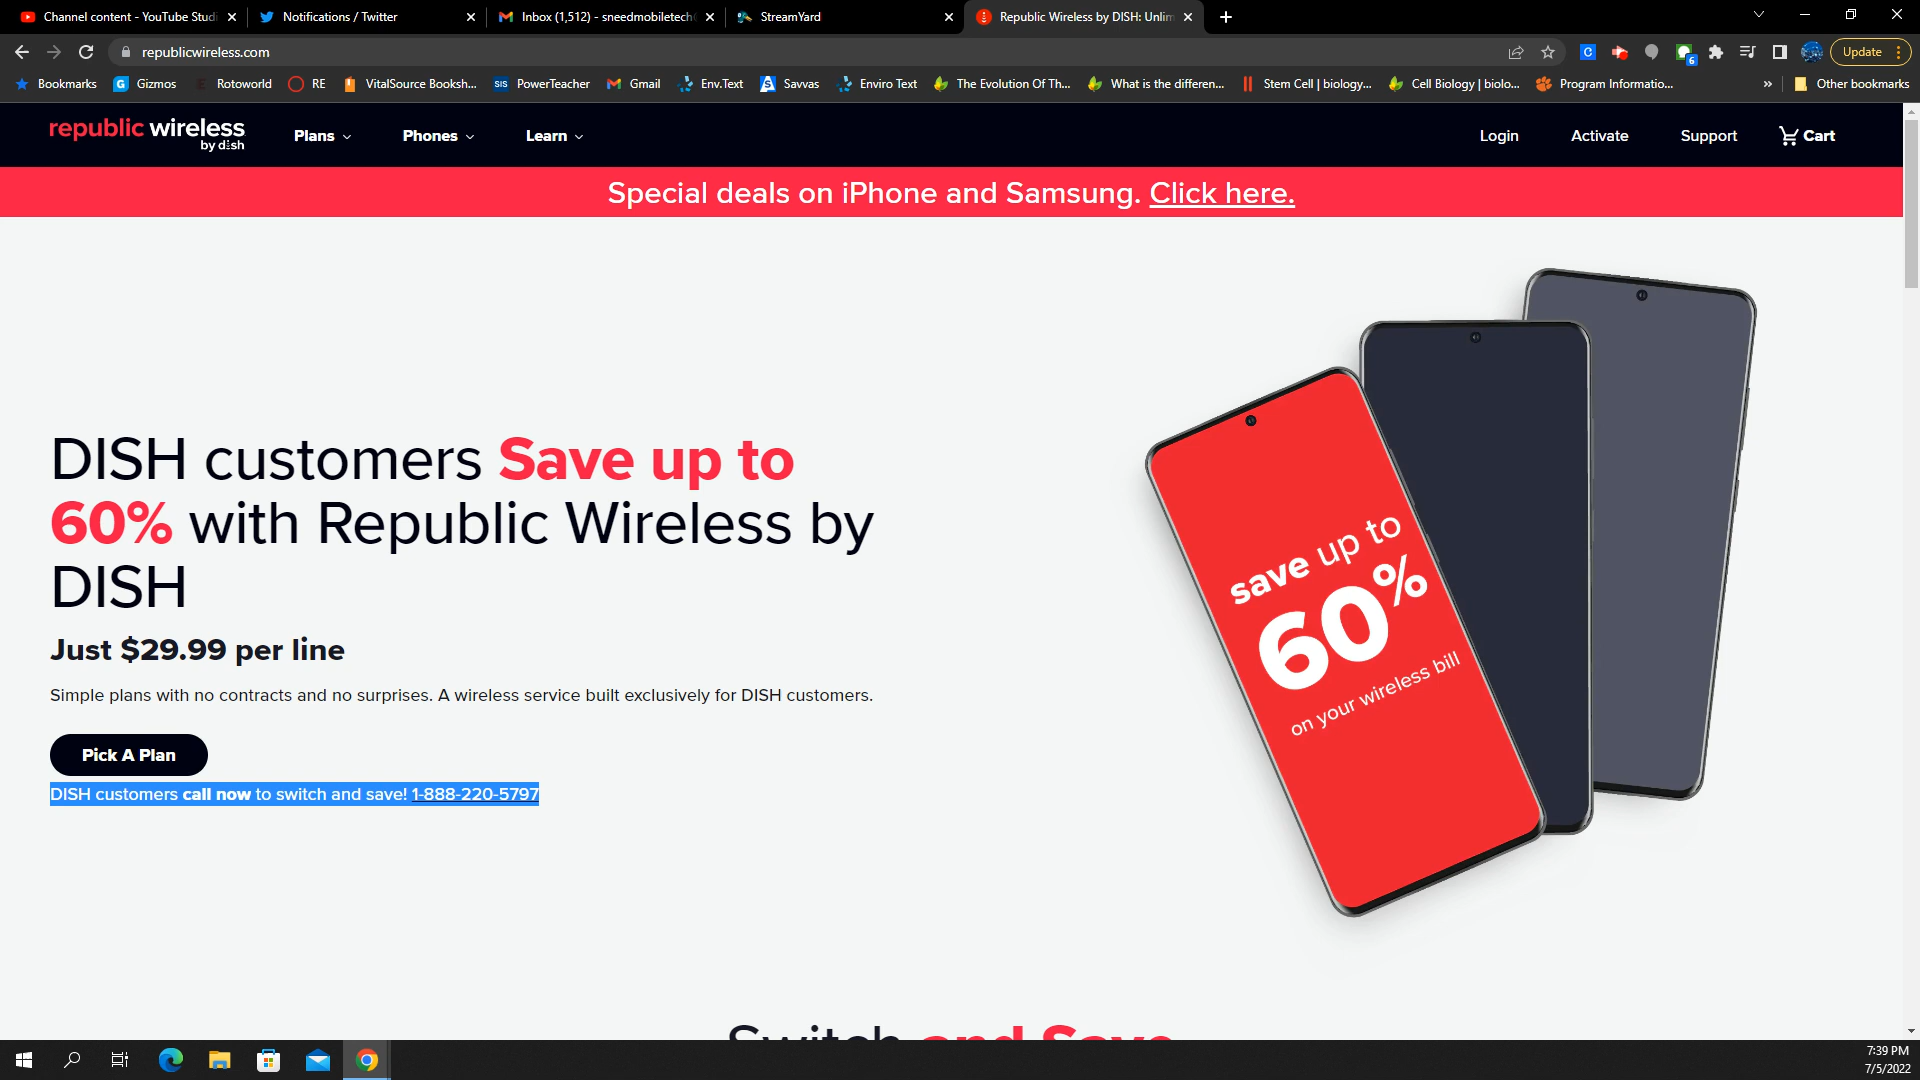 Channel content - YouTube Studi
Notifications / Twitter
Inbox (1,512) - sneedmobiletech
StreamYard
Republic Wireless by DISH: Unlim
republicwireless.com
Update
6
Bookmarks
Gizmos
Rotoworld
RE
VitalSource Booksh...
SIS PowerTeacher
Gmail
Env.Text
Savvas
Enviro Text
The Evolution Of Th...
What is the differen...
Stem Cell | biology...
Cell Biology | biolo...
Program Informatio...
»
Other bookmarks
republic wireless
by dish
Plans
Phones
Learn
Login
Activate
Support
Cart
Special deals on iPhone and Samsung. Click here.
DISH customers Save up to
60% with Republic Wireless by
DISH
Just $29.99 per line
Simple plans with no contracts and no surprises. A wireless service built exclusively for DISH customers.
Pick A Plan
DISH customers call now to switch and save! 1-888-220-5797
save up to
60%
on your wireless bill
Switch and Save
7:39 PM
7/5/2022